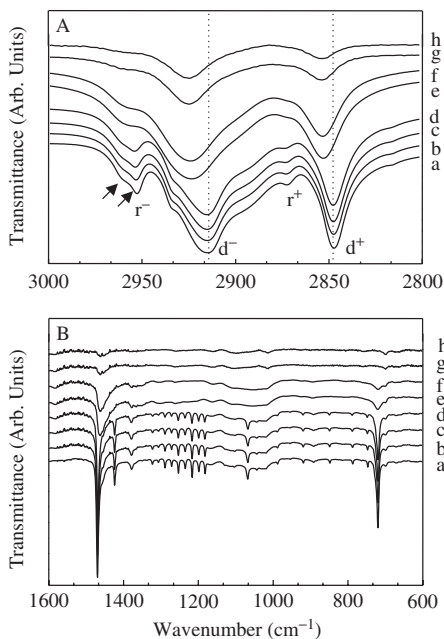 A
h
g
f
e
d
c
b
a
r⁻
d⁻
r⁺
d⁺
Transmittance (Arb. Units)
3000 2950 2900 2850 2800
B
h
g
f
e
d
c
b
a
Transmittance (Arb. Units)
1600 1400 1200 1000 800 600
Wavenumber (cm⁻¹)